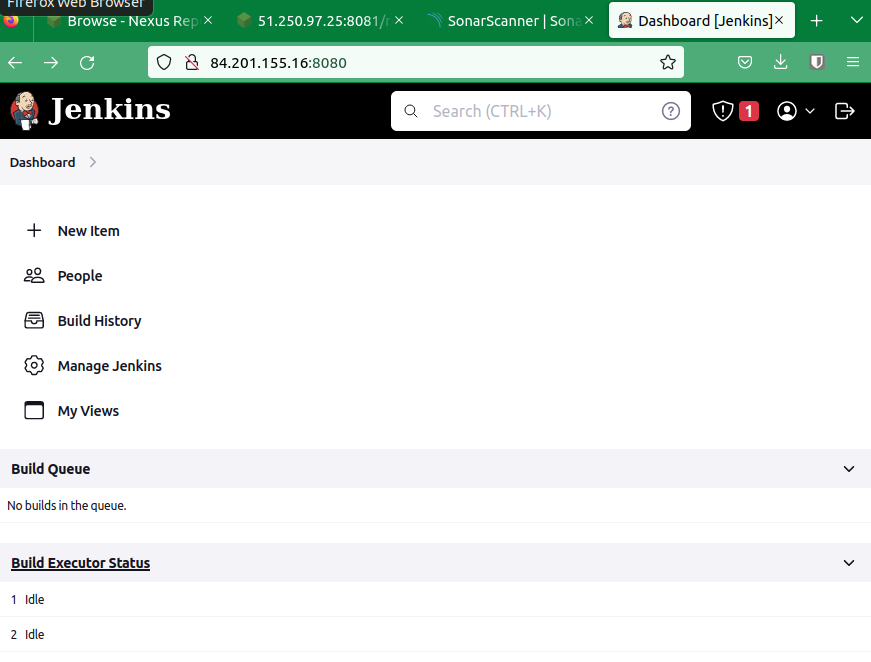 Firefox Web Browser
Browse - Nexus Rep
51.250.97.25:8081/
SonarScanner | Sona
Dashboard [Jenkins]
84.201.155.16:8080
Jenkins
Search (CTRL+K)
1
Dashboard
New Item
People
Build History
Manage Jenkins
My Views
Build Queue
No builds in the queue.
Build Executor Status
1 Idle
2 Idle